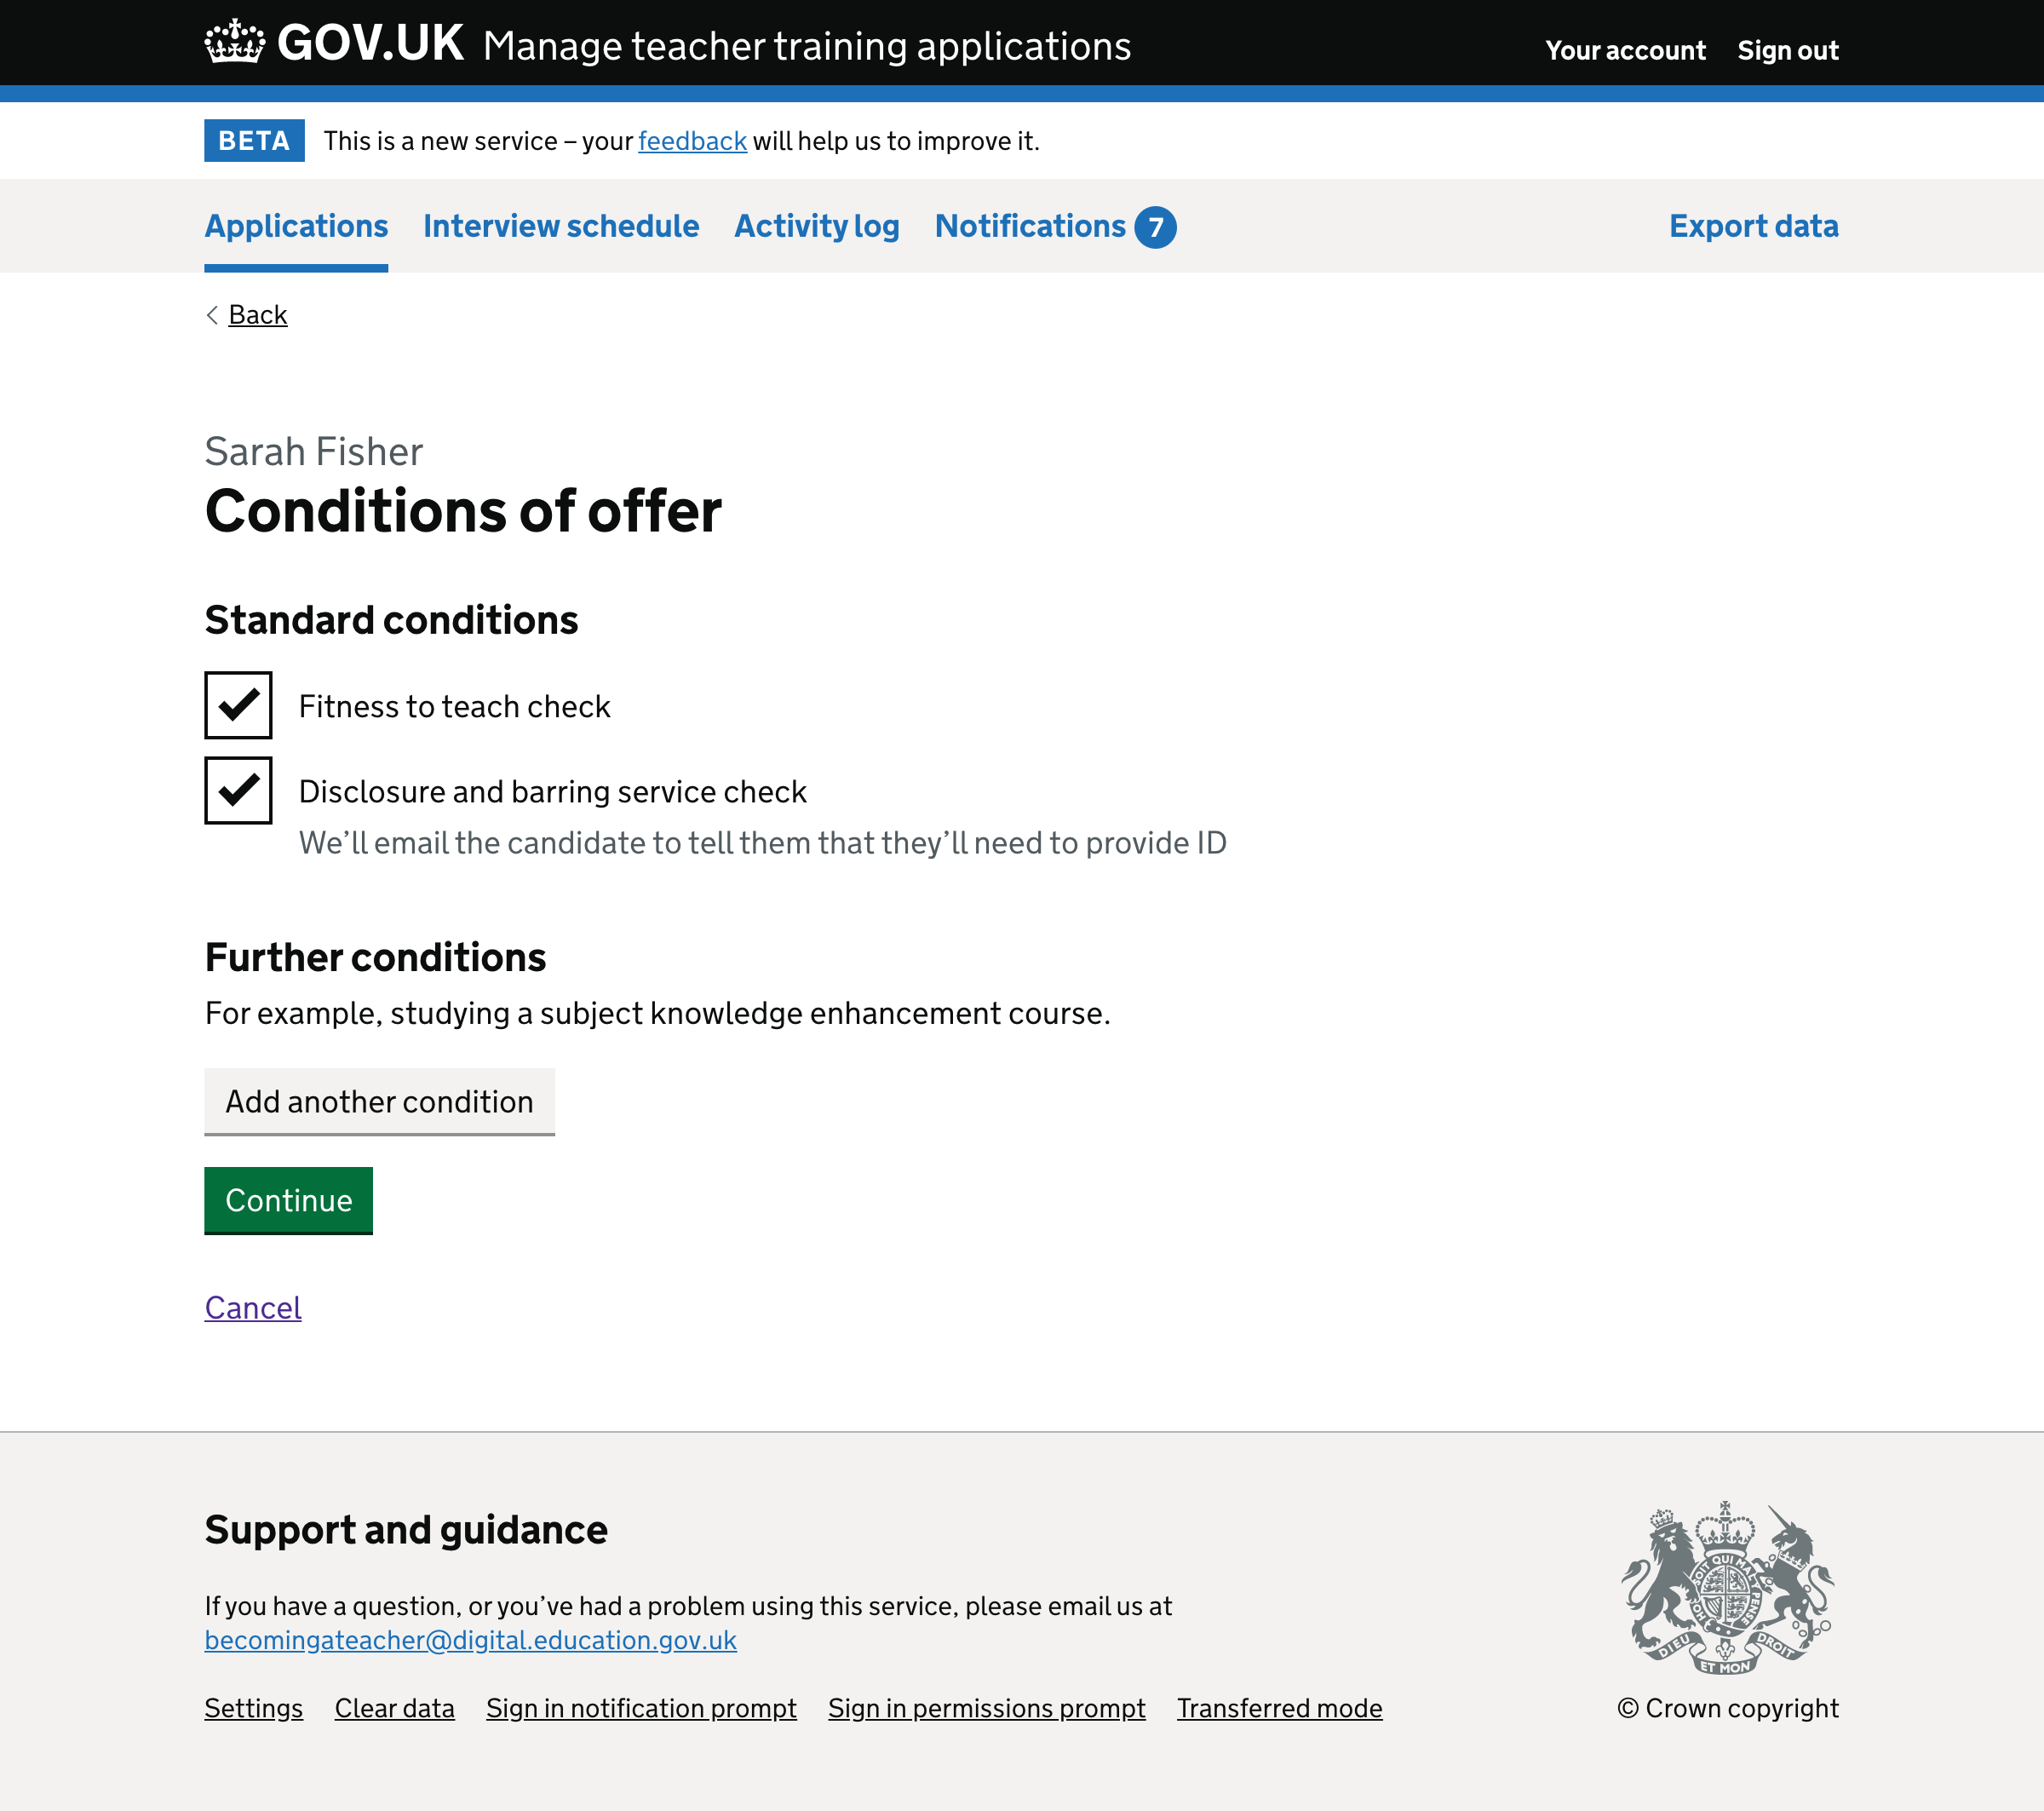 GOV.UK Manage teacher training applications Your account Sign out
BETA This is a new service – your feedback will help us to improve it.
Applications Interview schedule Activity log Notifications 7 Export data
Back
Sarah Fisher
Conditions of offer
Standard conditions
Fitness to teach check
Disclosure and barring service check
We’ll email the candidate to tell them that they’ll need to provide ID
Further conditions
For example, studying a subject knowledge enhancement course.
Add another condition
Continue
Cancel
Support and guidance
If you have a question, or you’ve had a problem using this service, please email us at
becomingateacher@digital.education.gov.uk
SOIT QUI MAL
DIEU ET MON DROIT
Settings Clear data Sign in notification prompt Sign in permissions prompt Transferred mode © Crown copyright